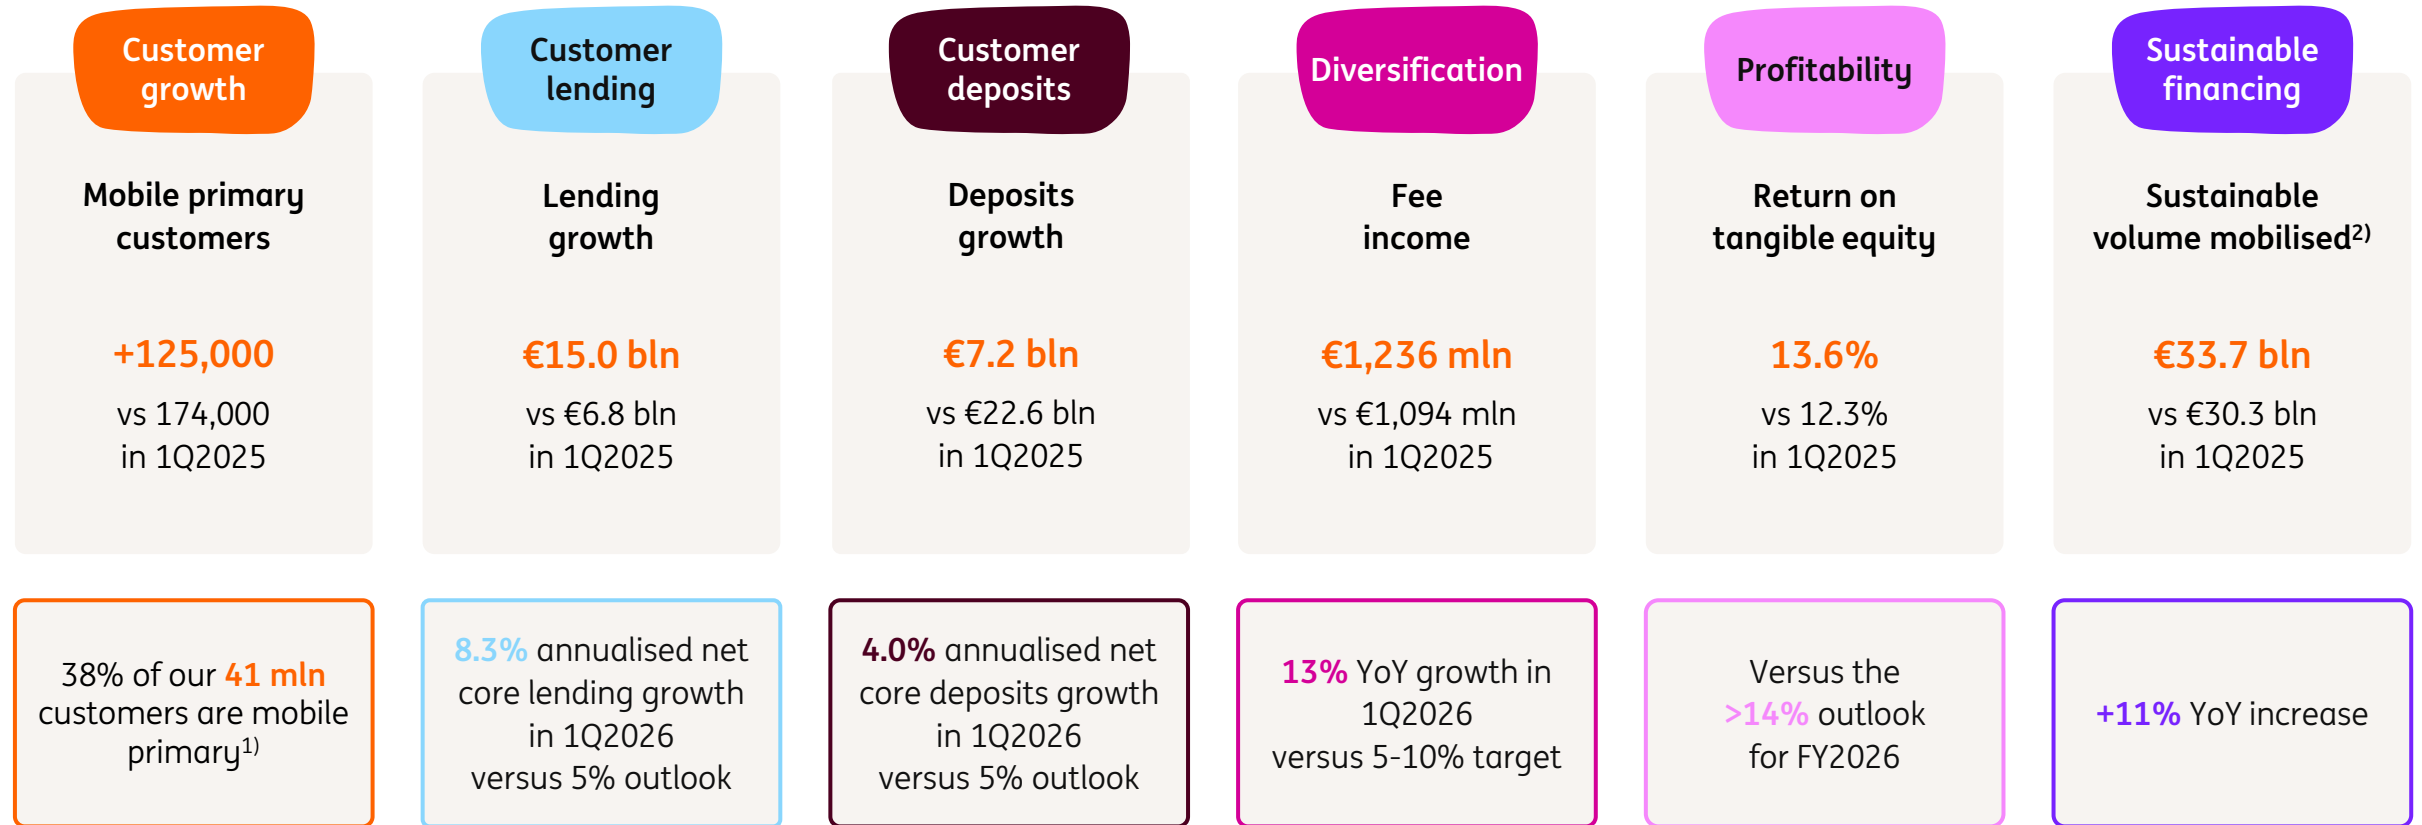 Customer
growth
Mobile primary
customers
+125,000
vs 174,000
in 1Q2025
38% of our 41 mln
customers are mobile
primary1)
Customer
lending
Lending
growth
€15.0 bln
vs €6.8 bln
in 1Q2025
8.3% annualised net
core lending growth
in 1Q2026
versus 5% outlook
Customer
deposits
Deposits
growth
€7.2 bln
vs €22.6 bln
in 1Q2025
4.0% annualised net
core deposits growth
in 1Q2026
versus 5% outlook
Diversification
Fee
income
€1,236 mln
vs €1,094 mln
in 1Q2025
13% YoY growth in
1Q2026
versus 5-10% target
Profitability
Return on
tangible equity
13.6%
vs 12.3%
in 1Q2025
Versus the
>14% outlook
for FY2026
Sustainable
financing
Sustainable
volume mobilised2)
€33.7 bln
vs €30.3 bln
in 1Q2025
+11% YoY increase